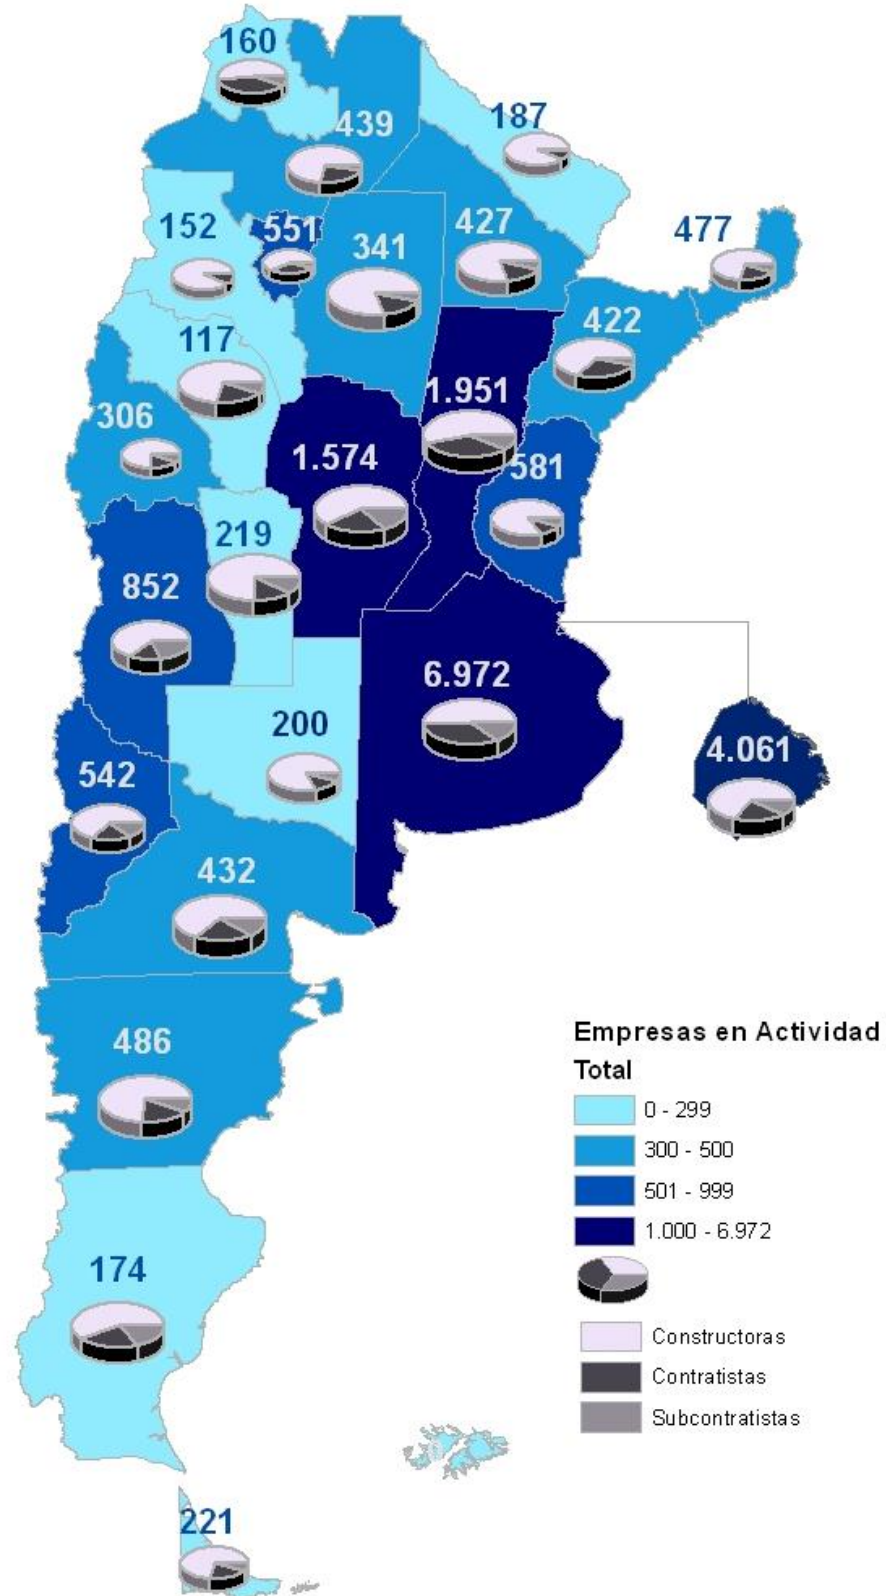 160
439
187
152
551
341
427
477
117
422
306
1.951
1.574
581
219
852
6.972
200
4.061
542
432
486
174
221
Empresas en Actividad
Total
0 - 299
300 - 500
501 - 999
1.000 - 6.972
Constructoras
Contratistas
Subcontratistas